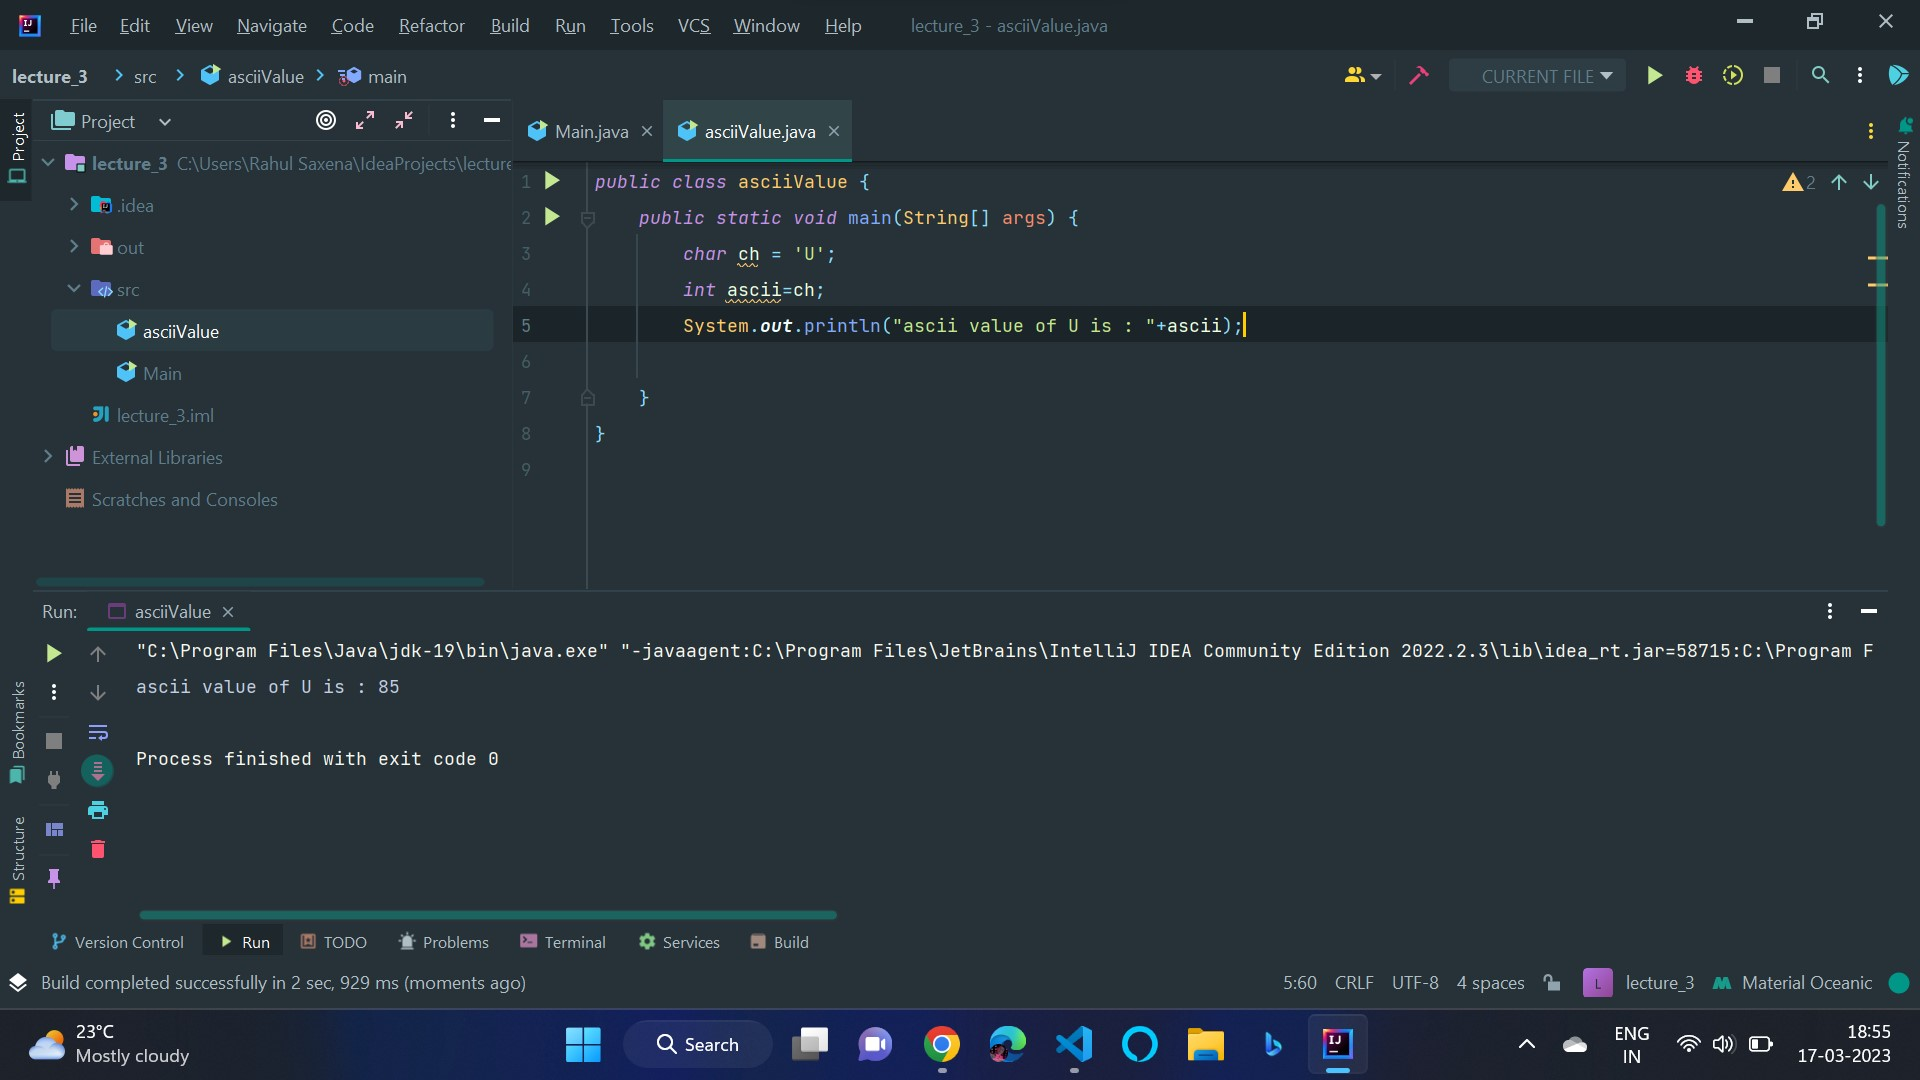 File Edit View Navigate Code Refactor Build Run Tools VCS Window Help lecture_3 - asciiValue.java
lecture_3 src asciiValue main CURRENT FILE
Project
Project
Main.java asciiValue.java
Notifications
lecture_3 C:\Users\Rahul Saxena\IdeaProjects\lecture
.idea
out
src
asciiValue
Main
lecture_3.iml
External Libraries
Scratches and Consoles
1 public class asciiValue {
2 2
2 public static void main(String[] args) {
3 char ch = 'U';
4 int ascii=ch;
5 System.out.println("ascii value of U is : "+ascii);
6
7 }
8 }
9
Run: asciiValue
"C:\Program Files\Java\jdk-19\bin\java.exe" "-javaagent:C:\Program Files\JetBrains\IntelliJ IDEA Community Edition 2022.2.3\lib\idea_rt.jar=58715:C:\Program F
ascii value of U is : 85
Process finished with exit code 0
Bookmarks
Structure
Version Control Run TODO Problems Terminal Services Build
Build completed successfully in 2 sec, 929 ms (moments ago) 5:60 CRLF UTF-8 4 spaces L lecture_3 Material Oceanic
23°C
Mostly cloudy
Search
IJ
ENG
IN
18:55
17-03-2023